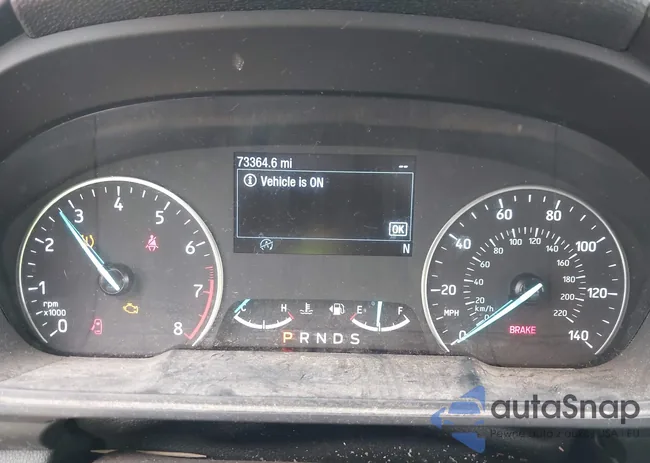 73364.6 mi --
Vehicle is ON
OK
N
0 1 2 3 4 5 6 7 8
rpm
x1000
C H
E F
P R N D S
0 20 40 60 80 100 120 140
MPH
0 20 40 60 80 100 120 140 160 180 200 220
km/h
BRAKE
autoSnap